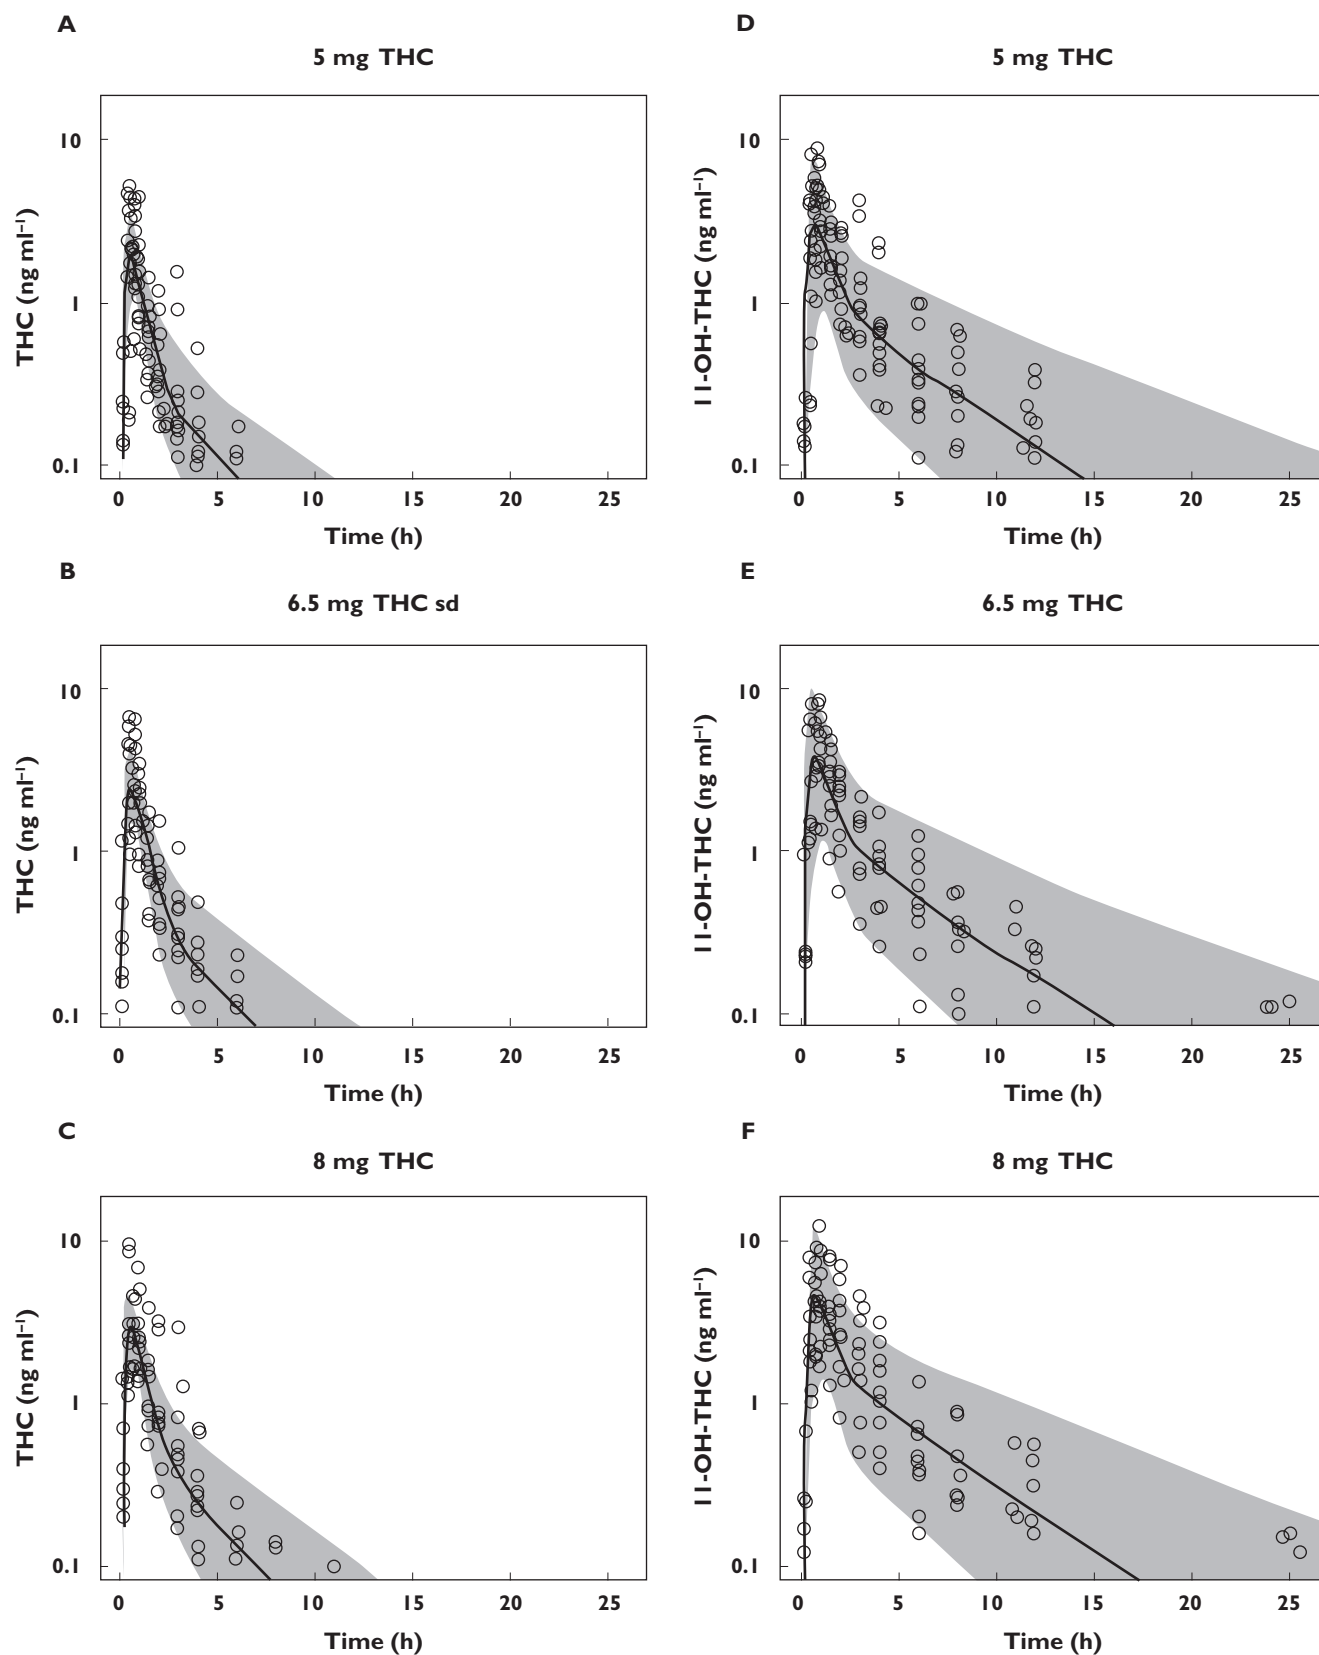 A
5 mg THC
THC (ng ml⁻¹)
10
1
0.1
0 5 10 15 20 25
Time (h)
D
5 mg THC
11-OH-THC (ng ml⁻¹)
10
1
0.1
0 5 10 15 20 25
Time (h)
B
6.5 mg THC sd
THC (ng ml⁻¹)
10
1
0.1
0 5 10 15 20 25
Time (h)
E
6.5 mg THC
11-OH-THC (ng ml⁻¹)
10
1
0.1
0 5 10 15 20 25
Time (h)
C
8 mg THC
THC (ng ml⁻¹)
10
1
0.1
0 5 10 15 20 25
Time (h)
F
8 mg THC
11-OH-THC (ng ml⁻¹)
10
1
0.1
0 5 10 15 20 25
Time (h)